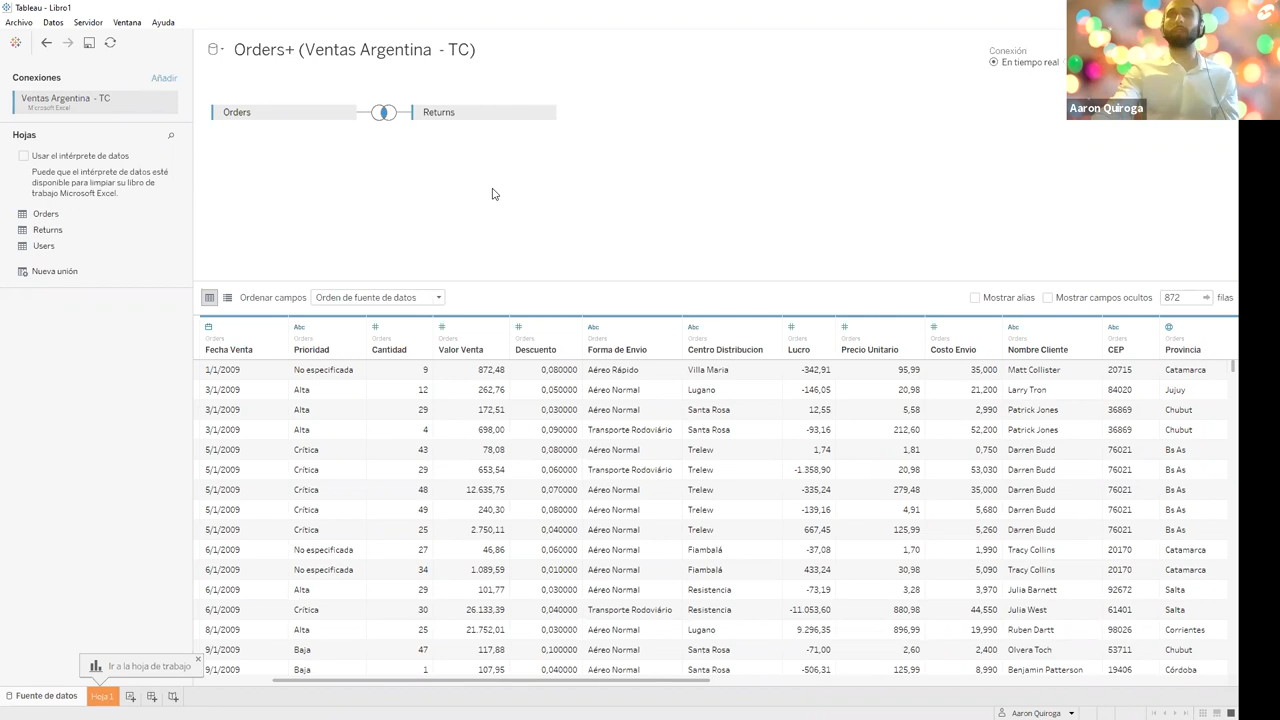 Tableau - Libro1
Archivo Datos Servidor Ventana Ayuda
Conexiones Añadir
Ventas Argentina - TC
Microsoft Excel
Hojas
Usar el intérprete de datos
Puede que el intérprete de datos esté
disponible para limpiar su libro de
trabajo Microsoft Excel.
Orders
Returns
Users
Nueva unión
Orders+ (Ventas Argentina - TC)
Conexión
En tiempo real
Aaron Quiroga
Orders Returns
Ordenar campos Orden de fuente de datos Mostrar alias Mostrar campos ocultos 872 filas
Abc # # # Abc Abc # # # Abc Abc
Orders Orders Orders Orders Orders Orders Orders Orders Orders Orders Orders Orders Orders
Fecha Venta Prioridad Cantidad Valor Venta Descuento Forma de Envio Centro Distribucion Lucro Precio Unitario Costo Envio Nombre Cliente CEP Provincia
1/1/2009 No especificada 9 872,48 0,080000 Aéreo Rápido Villa Maria -342,91 95,99 35,000 Matt Collister 20715 Catamarca
3/1/2009 Alta 12 262,76 0,050000 Aéreo Normal Lugano -146,05 20,98 21,200 Larry Tron 84020 Jujuy
3/1/2009 Alta 29 172,51 0,030000 Aéreo Normal Santa Rosa 12,55 5,58 2,990 Patrick Jones 36869 Chubut
3/1/2009 Alta 4 698,00 0,090000 Transporte Rodoviário Santa Rosa -93,16 212,60 52,200 Patrick Jones 36869 Chubut
5/1/2009 Crítica 43 78,08 0,080000 Aéreo Normal Trelew 1,74 1,81 0,750 Darren Budd 76021 Bs As
5/1/2009 Crítica 29 653,54 0,060000 Transporte Rodoviário Trelew -1.358,90 20,98 53,030 Darren Budd 76021 Bs As
5/1/2009 Crítica 48 12.635,75 0,070000 Aéreo Normal Trelew -335,24 279,48 35,000 Darren Budd 76021 Bs As
5/1/2009 Crítica 49 240,30 0,080000 Aéreo Normal Trelew -139,16 4,91 5,680 Darren Budd 76021 Bs As
5/1/2009 Crítica 25 2.750,11 0,040000 Aéreo Normal Trelew 667,45 125,99 5,260 Darren Budd 76021 Bs As
6/1/2009 No especificada 27 46,86 0,060000 Aéreo Normal Fiambalá -37,08 1,70 1,990 Tracy Collins 20170 Catamarca
6/1/2009 No especificada 34 1.089,59 0,010000 Aéreo Normal Fiambalá 433,24 30,98 5,090 Tracy Collins 20170 Catamarca
6/1/2009 Alta 29 101,77 0,030000 Aéreo Normal Resistencia -73,19 3,28 3,970 Julia Barnett 92672 Salta
6/1/2009 Crítica 30 26.133,39 0,040000 Transporte Rodoviário Resistencia -11.053,60 880,98 44,550 Julia West 61401 Salta
8/1/2009 Alta 25 21.752,01 0,030000 Aéreo Normal Lugano 9.296,35 896,99 19,990 Ruben Dartt 98026 Corrientes
9/1/2009 Baja 47 117,88 0,100000 Aéreo Normal Santa Rosa -72,24 2,60 2,400 Olvera Toch 53711 Chubut
9/1/2009 Baja 1 107,95 0,040000 Aéreo Normal Santa Rosa -506,31 125,99 8,990 Benjamin Patterson 19406 Córdoba
Ir a la hoja de trabajo
Fuente de datos Hoja 1
Aaron Quiroga